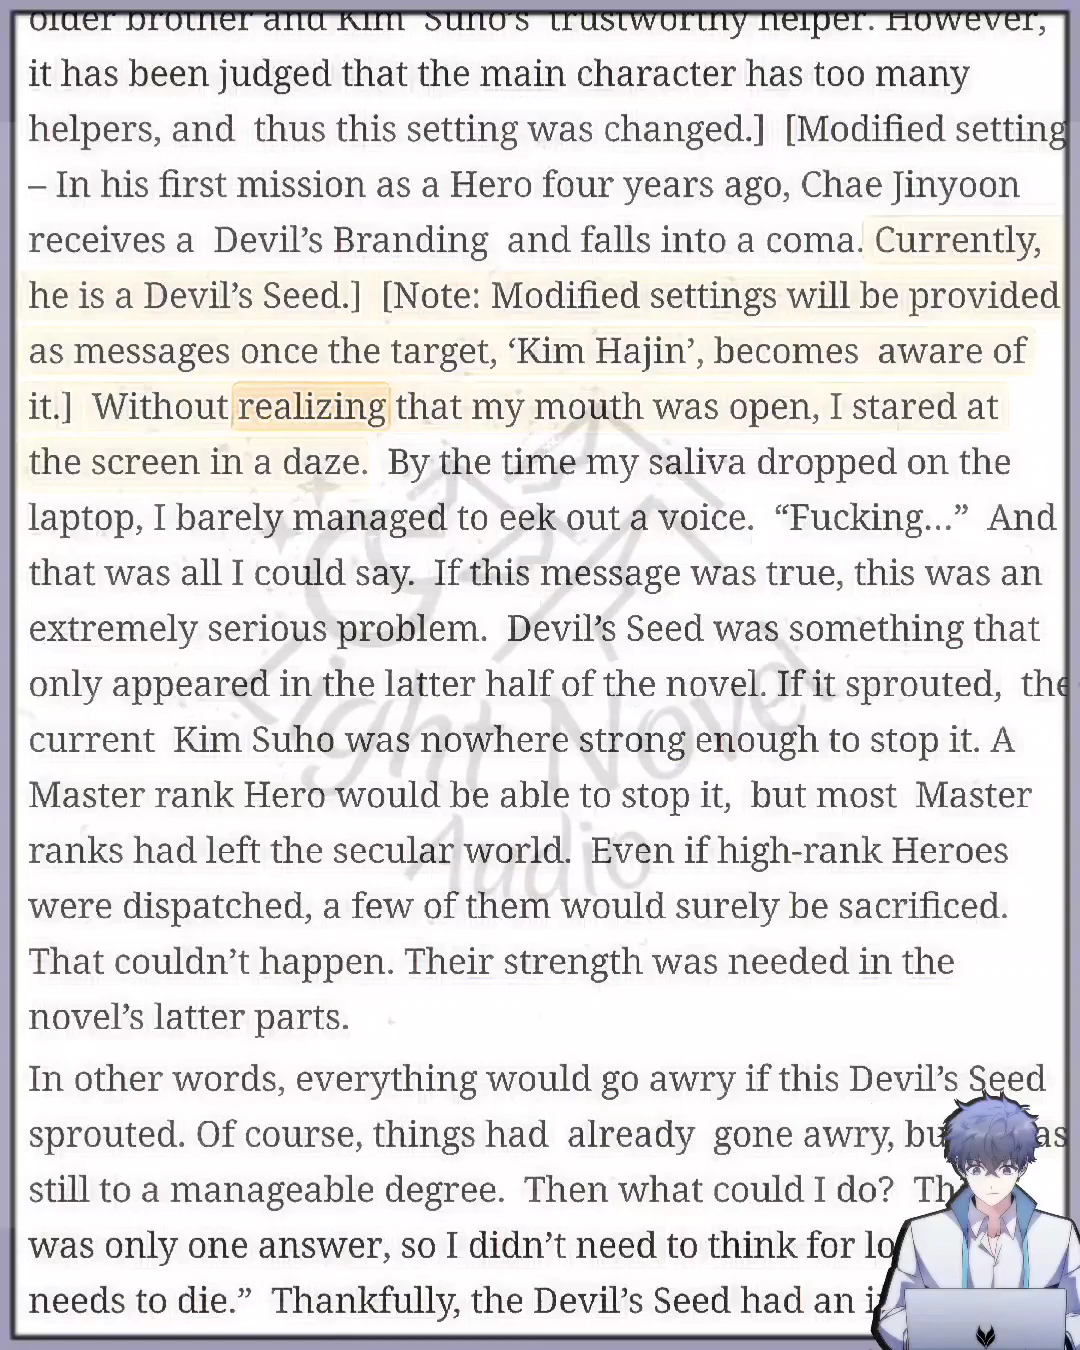 older brother and Kim Suho's trustworthy helper. However,
it has been judged that the main character has too many
helpers, and thus this setting was changed.] [Modified setting
– In his first mission as a Hero four years ago, Chae Jinyoon
receives a Devil’s Branding and falls into a coma. Currently,
he is a Devil’s Seed.] [Note: Modified settings will be provided
as messages once the target, ‘Kim Hajin’, becomes aware of
it.] Without realizing that my mouth was open, I stared at
the screen in a daze. By the time my saliva dropped on the
laptop, I barely managed to eek out a voice. “Fucking...” And
that was all I could say. If this message was true, this was an
extremely serious problem. Devil’s Seed was something that
only appeared in the latter half of the novel. If it sprouted, the
current Kim Suho was nowhere strong enough to stop it. A
Master rank Hero would be able to stop it, but most Master
ranks had left the secular world. Even if high-rank Heroes
were dispatched, a few of them would surely be sacrificed.
That couldn’t happen. Their strength was needed in the
novel’s latter parts.
In other words, everything would go awry if this Devil’s Seed
sprouted. Of course, things had already gone awry,
still to a manageable degree. Then what could I do?
was only one answer, so I didn’t need to think for
needs to die.” Thankfully, the Devil’s Seed had an
Light Novel
Audio